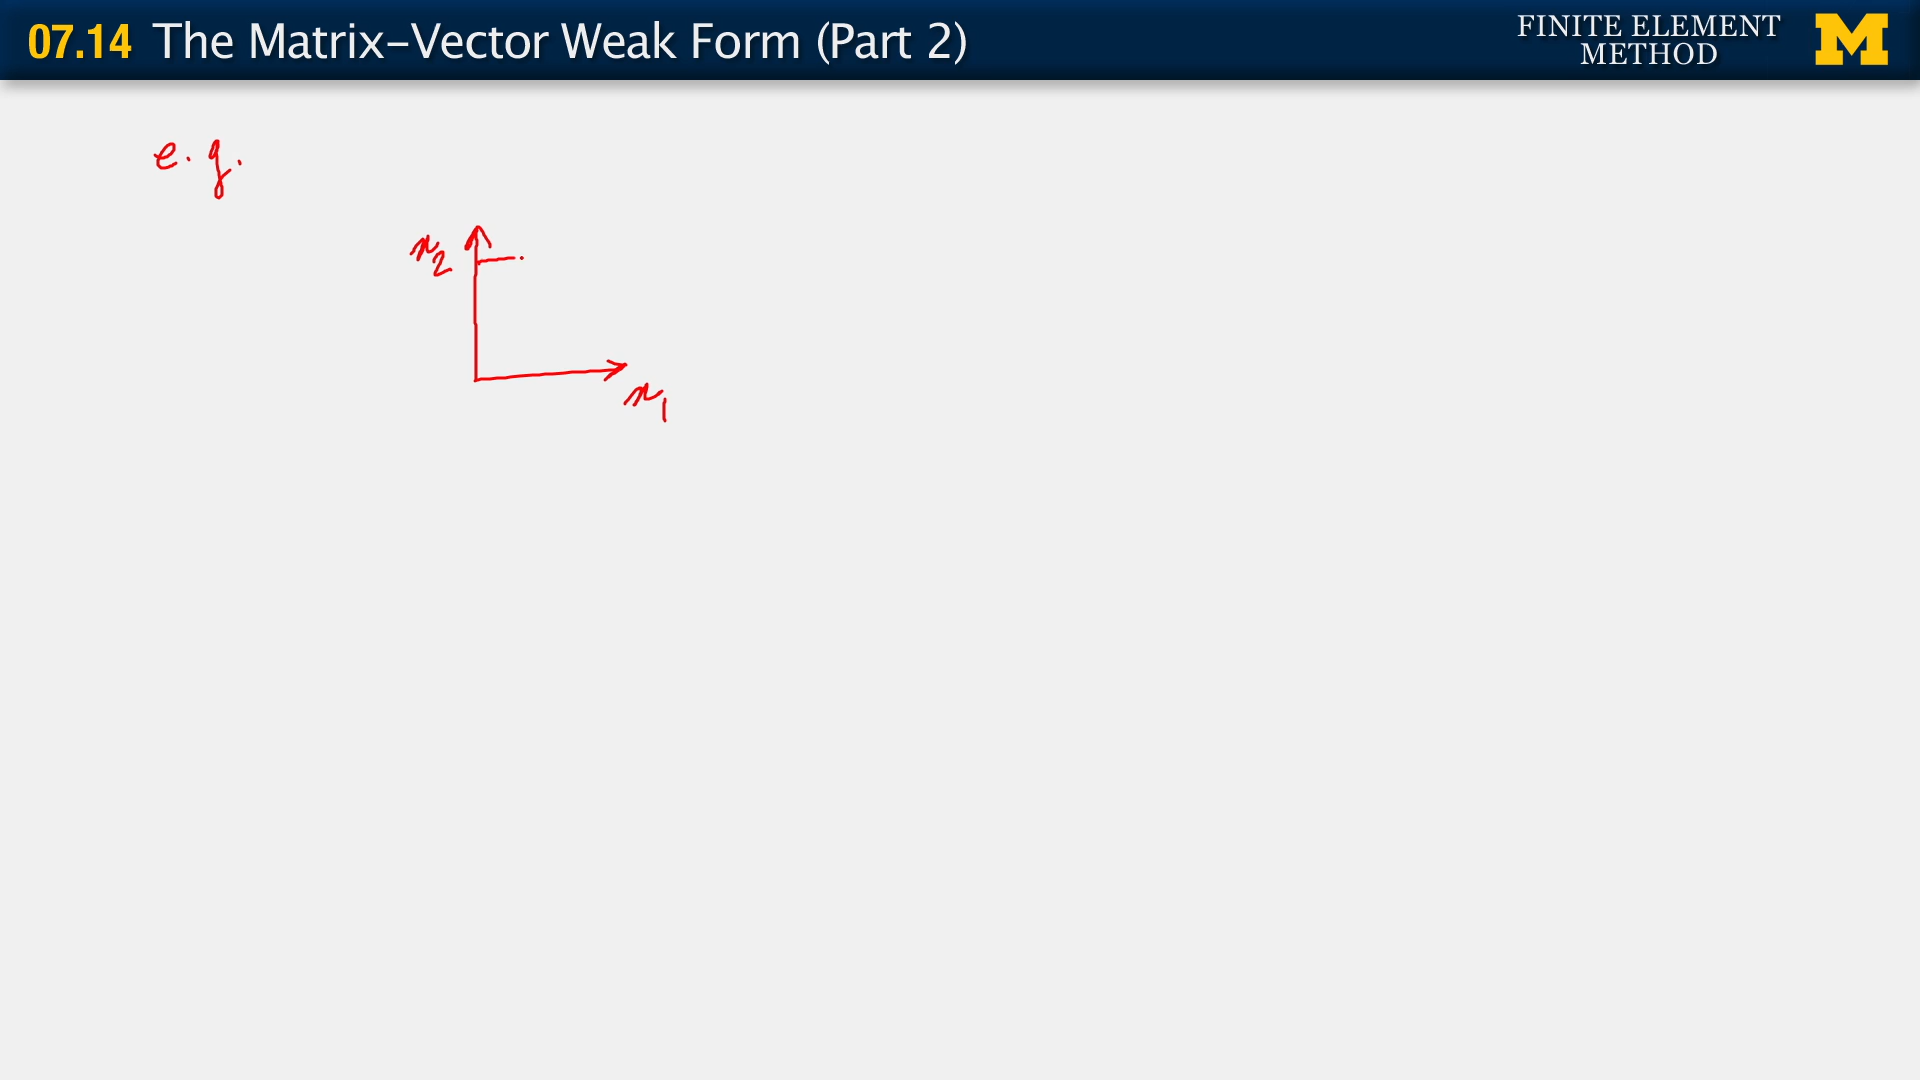 07.14 The Matrix–Vector Weak Form (Part 2)
FINITE ELEMENT
METHOD
M
e.g.
x₂
x₁